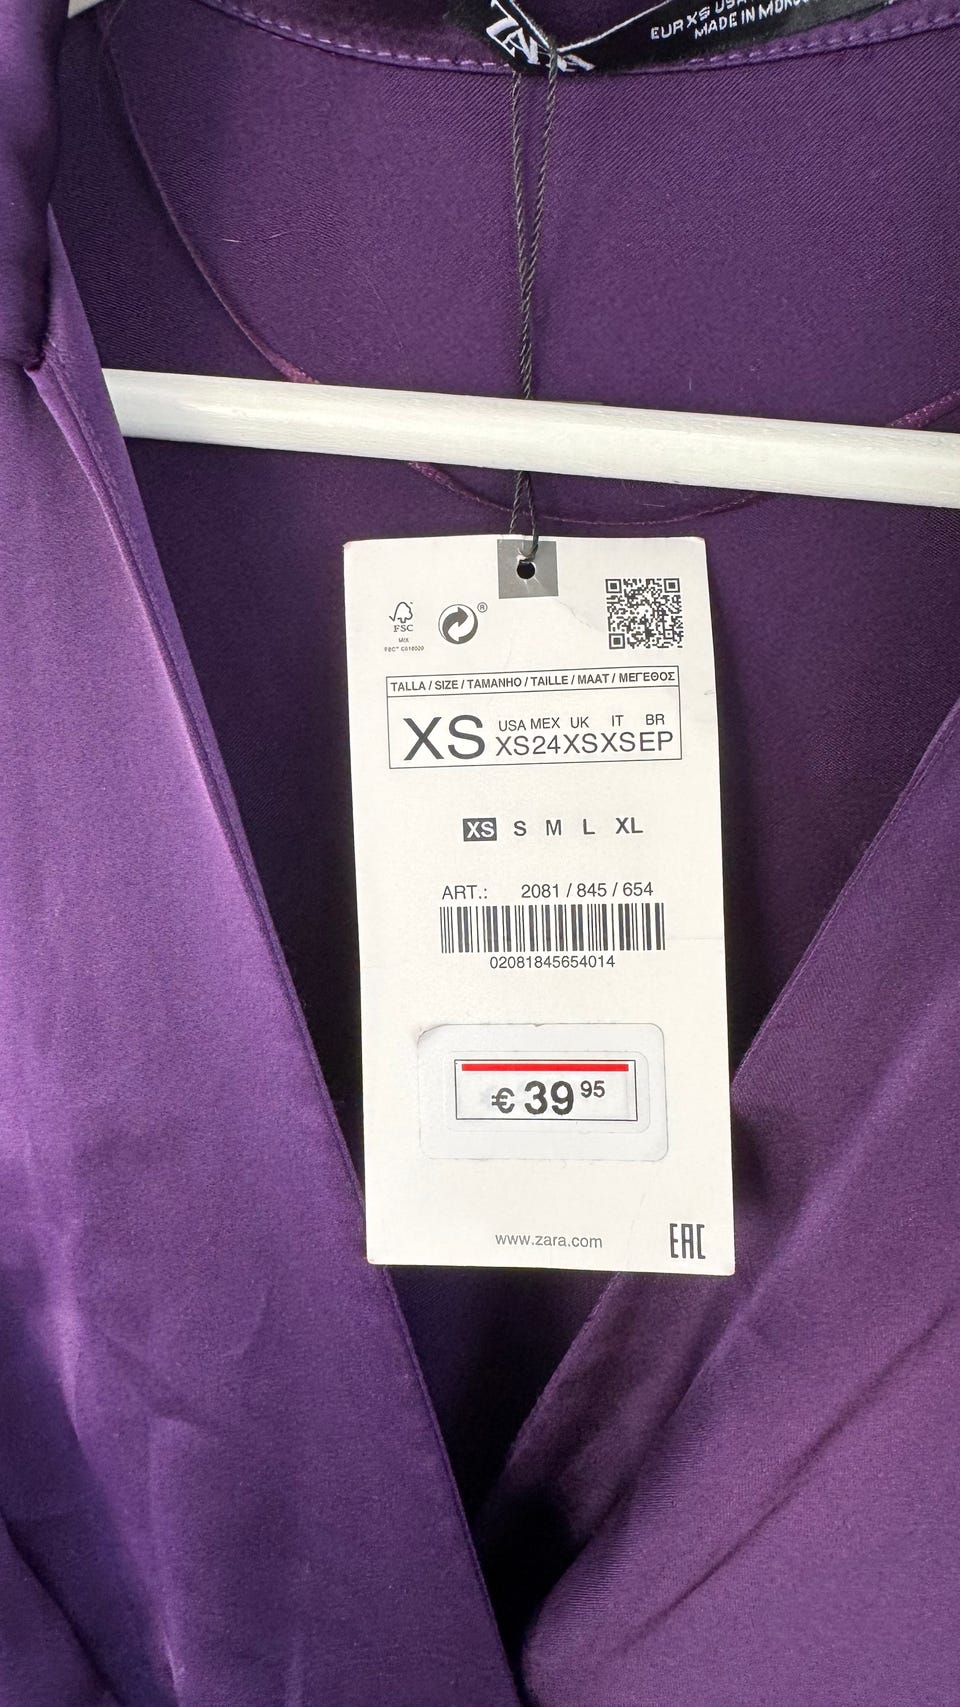 ZARA
EUR XS USA
MADE IN MOROC
FSC
MIX
®
TALLA / SIZE / TAMANHO / TAILLE / MAAT / ΜΕΓΕΘΟΣ
XS
USA MEX UK IT BR
XS 24 XS XS EP
XS S M L XL
ART.: 2081 / 845 / 654
02081845654014
€ 39 95
www.zara.com
EAC